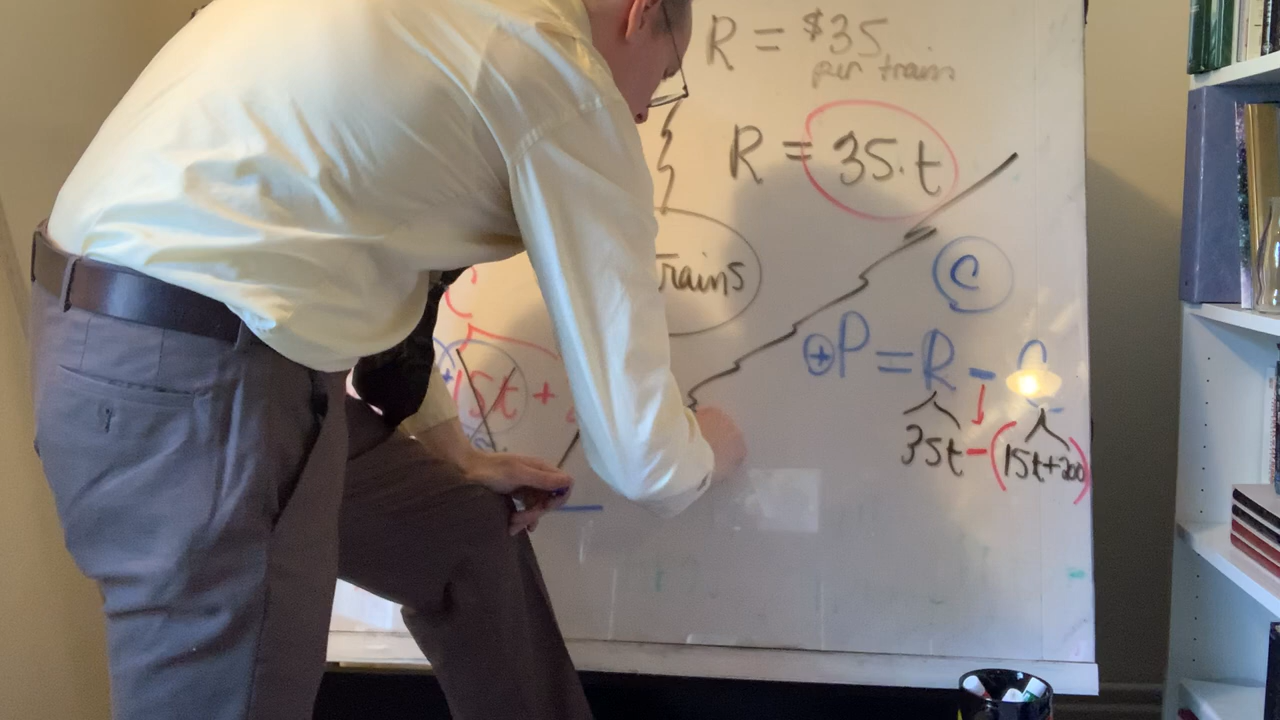 R = $35
per train
R = 35.t
Trains
C
C
+P = R - C
15t +
35t - (15t+200)